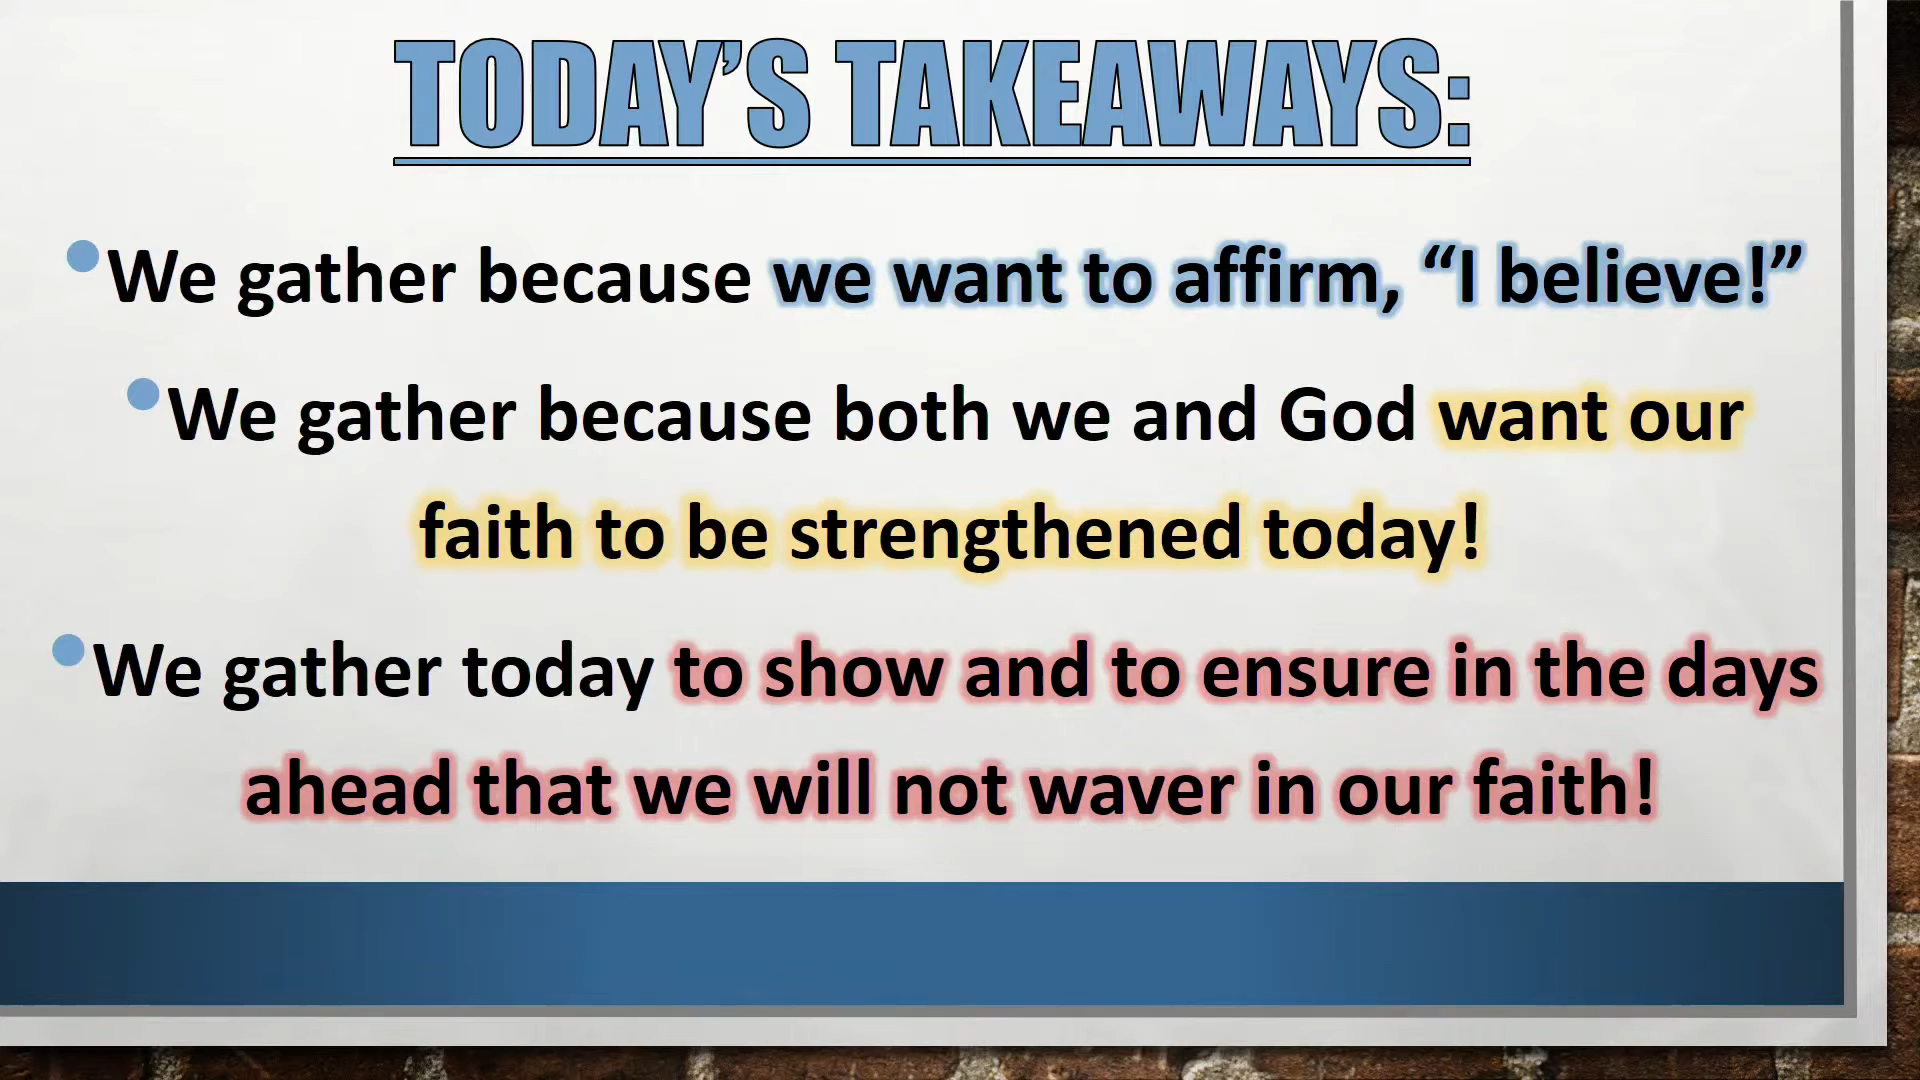 TODAY’S TAKEAWAYS:
•We gather because we want to affirm, “I believe!”
•We gather because both we and God want our
faith to be strengthened today!
•We gather today to show and to ensure in the days
ahead that we will not waver in our faith!